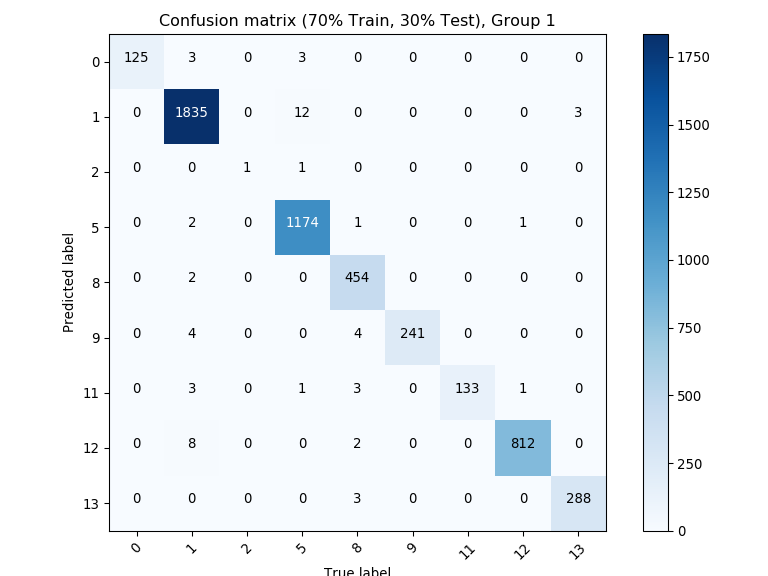 Confusion matrix (70% Train, 30% Test), Group 1
Predicted label
0 125 3 0 3 0 0 0 0 0
1 0 1835 0 12 0 0 0 0 3
2 0 0 1 1 0 0 0 0 0
5 0 2 0 1174 1 0 0 1 0
8 0 2 0 0 454 0 0 0 0
9 0 4 0 0 4 241 0 0 0
11 0 3 0 1 3 0 133 1 0
12 0 8 0 0 2 0 0 812 0
13 0 0 0 0 3 0 0 0 288
0 1 2 5 8 9 11 12 13
True label
1750
1500
1250
1000
750
500
250
0